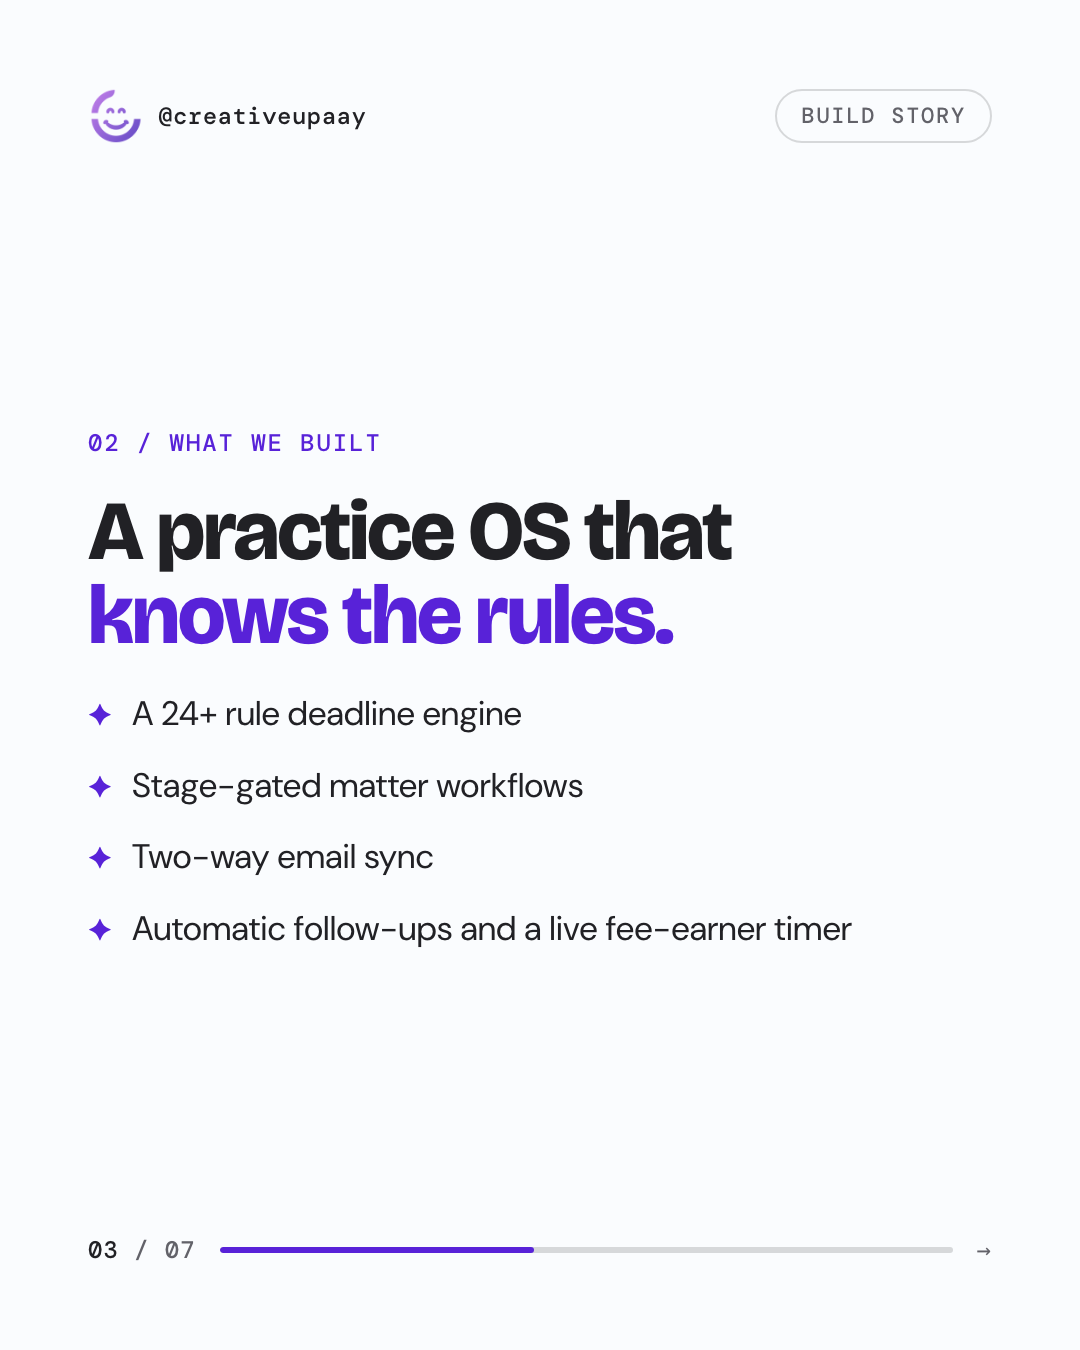 @creativeupaay
BUILD STORY
02 / WHAT WE BUILT
A practice OS that
knows the rules.
A 24+ rule deadline engine
Stage-gated matter workflows
Two-way email sync
Automatic follow-ups and a live fee-earner timer
03 / 07 →